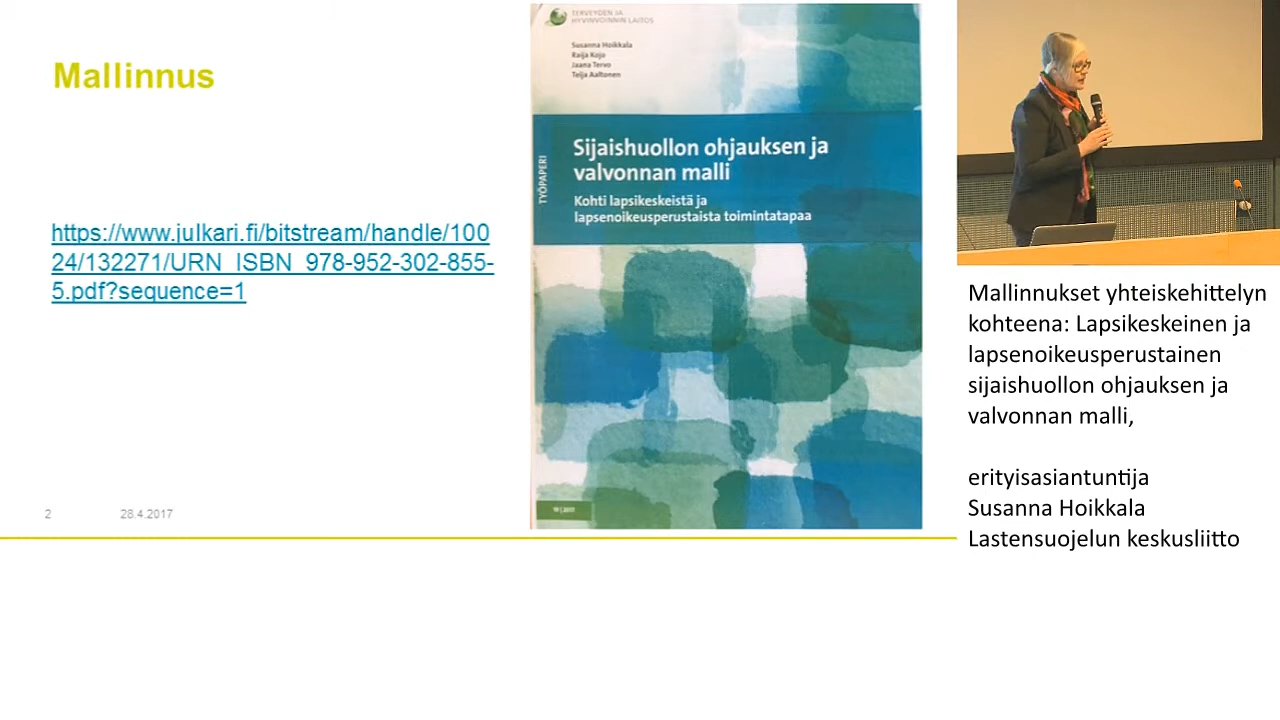 Mallinnus
https://www.julkari.fi/bitstream/handle/100
24/132271/URN_ISBN_978-952-302-855-
5.pdf?sequence=1
2 28.4.2017
TERVEYDEN JA
HYVINVOINNIN LAITOS
Susanna Hoikkala
Raija Kojo
Jaana Tervo
Teija Aaltonen
TYÖPAPERI
Sijaishuollon ohjauksen ja
valvonnan malli
Kohti lapsikeskeistä ja
lapsenoikeusperustaista toimintatapaa
Mallinnukset yhteiskehittelyn
kohteena: Lapsikeskeinen ja
lapsenoikeusperustainen
sijaishuollon ohjauksen ja
valvonnan malli,
erityisasiantuntija
Susanna Hoikkala
Lastensuojelun keskusliitto